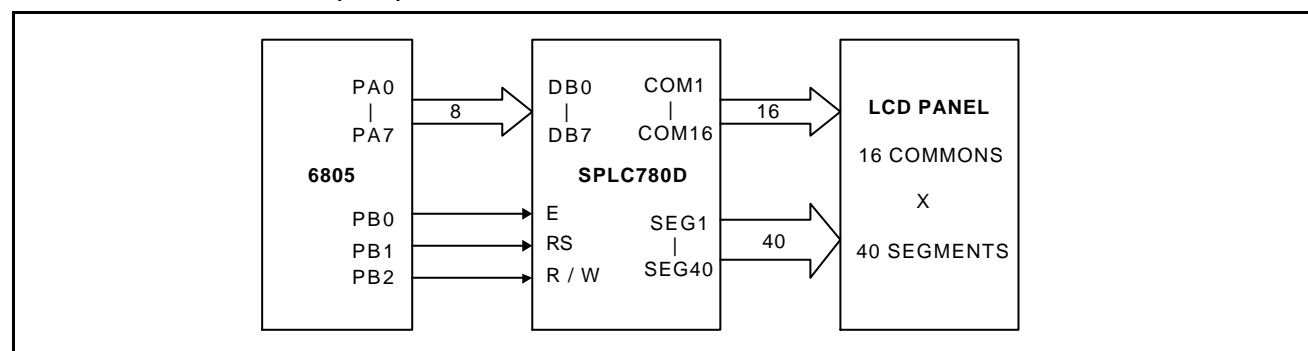 PA0
|
PA7
8
6805
PB0
PB1
PB2
DB0
|
DB7
COM1
|
COM16
SPLC780D
E
RS
R / W
SEG1
|
SEG40
16
40
LCD PANEL
16 COMMONS
X
40 SEGMENTS